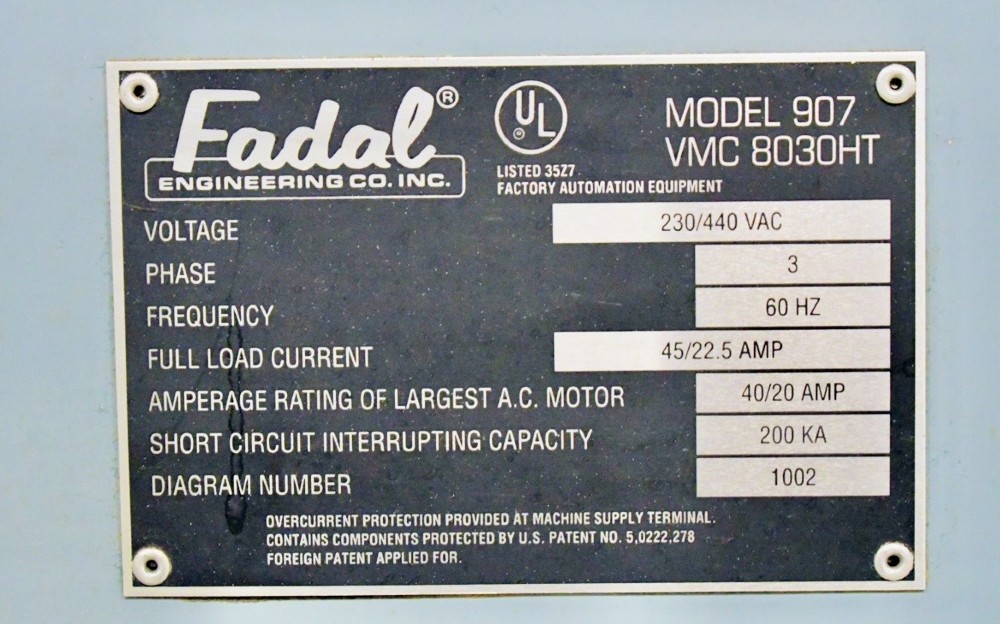 Fadal®
ENGINEERING CO. INC.
UL
LISTED 35Z7
FACTORY AUTOMATION EQUIPMENT
MODEL 907
VMC 8030HT
VOLTAGE 230/440 VAC
PHASE 3
FREQUENCY 60 HZ
FULL LOAD CURRENT 45/22.5 AMP
AMPERAGE RATING OF LARGEST A.C. MOTOR 40/20 AMP
SHORT CIRCUIT INTERRUPTING CAPACITY 200 KA
DIAGRAM NUMBER 1002
OVERCURRENT PROTECTION PROVIDED AT MACHINE SUPPLY TERMINAL.
CONTAINS COMPONENTS PROTECTED BY U.S. PATENT NO. 5,0222,278
FOREIGN PATENT APPLIED FOR.